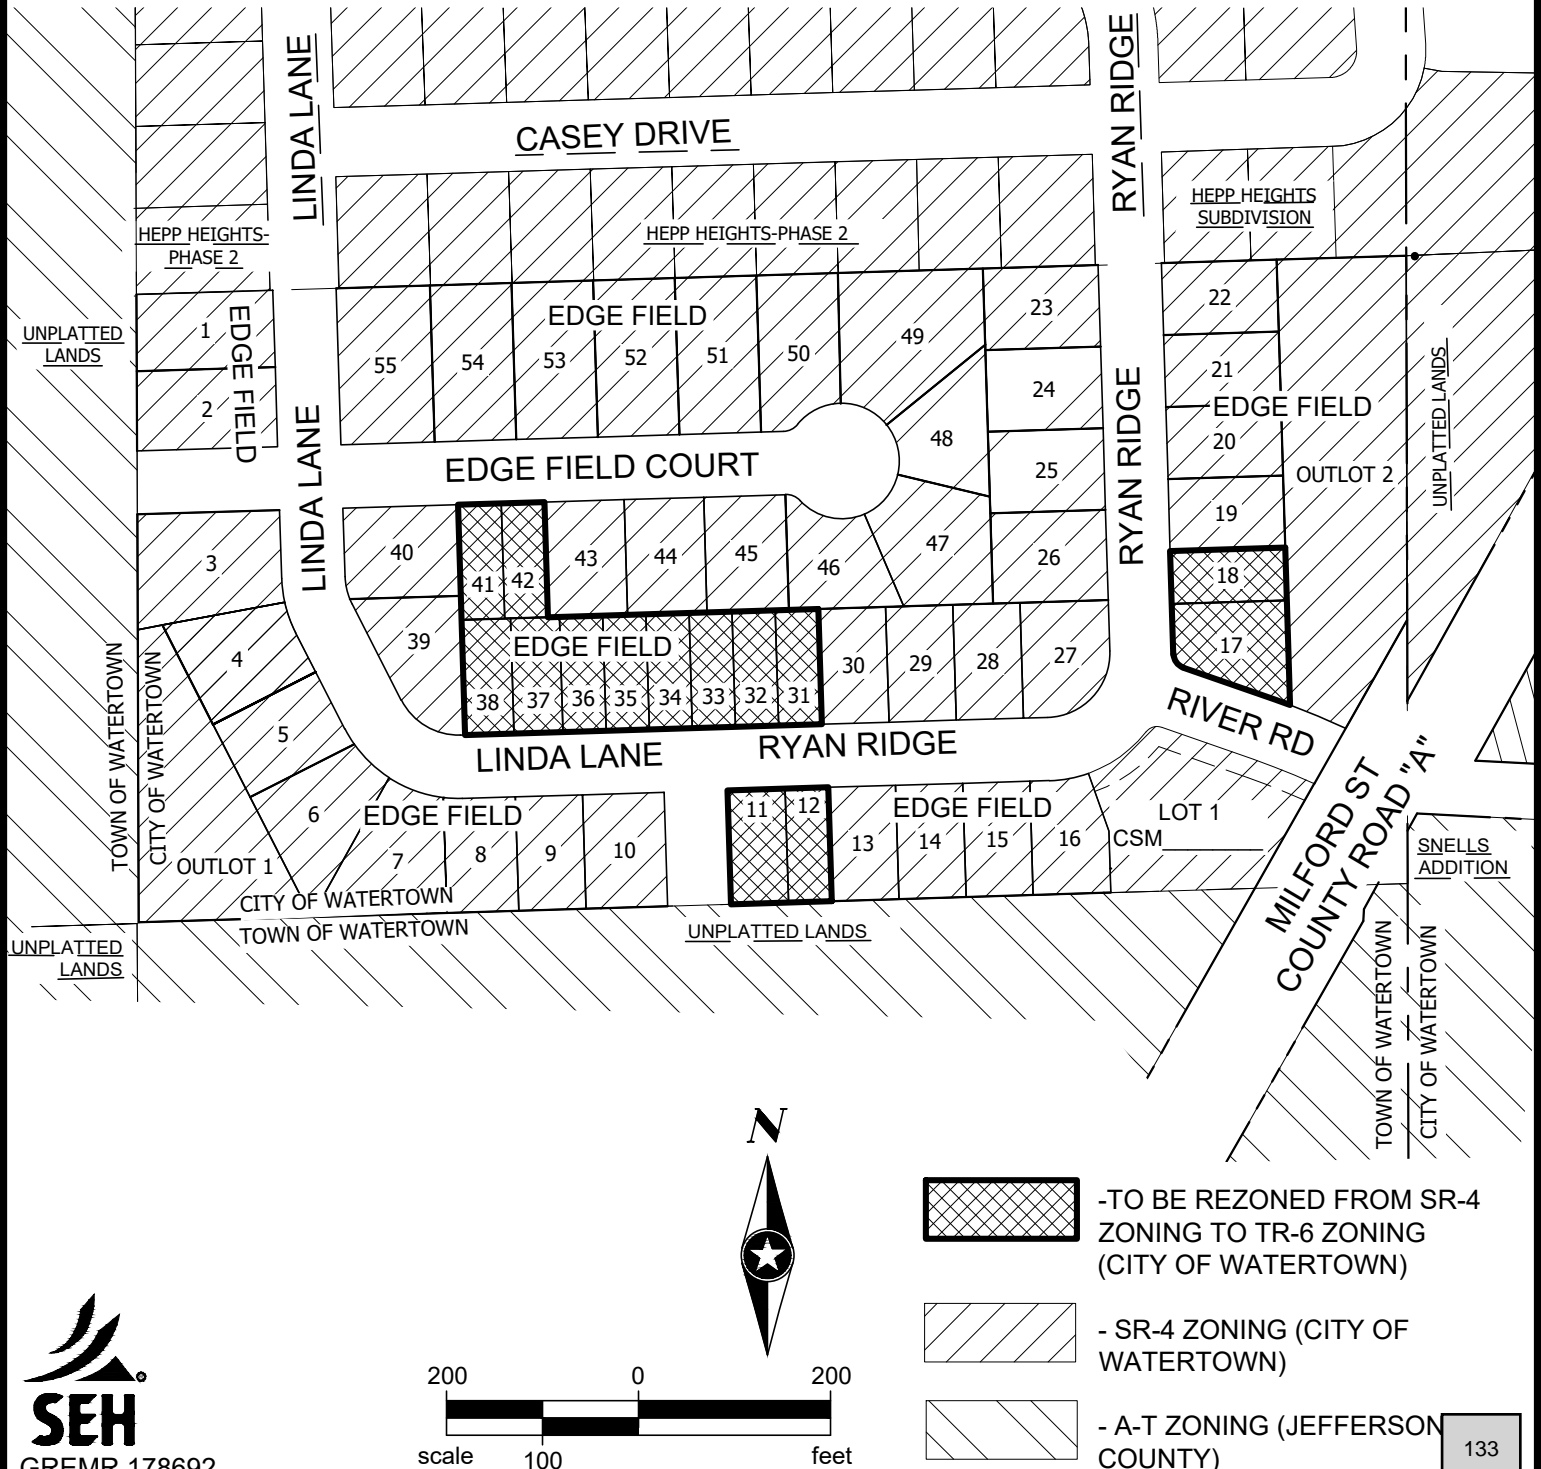 LINDA LANE
CASEY DRIVE
RYAN RIDGE
RYAN RIDGE
HEPP HEIGHTS
SUBDIVISION
HEPP HEIGHTS-
PHASE 2
HEPP HEIGHTS-PHASE 2
UNPLATTED
LANDS
1
2
EDGE FIELD
LINDA LANE
55
54
53
52
51
50
49
EDGE FIELD
23
24
25
26
48
47
22
21
EDGE FIELD
20
19
18
17
OUTLOT 2
UNPLATTED LANDS
RYAN RIDGE
EDGE FIELD COURT
3
4
5
6
7
8
9
10
40
39
41
42
43
44
45
46
EDGE FIELD
38
37
36
35
34
33
32
31
30
29
28
27
LINDA LANE
RYAN RIDGE
RIVER RD
TOWN OF WATERTOWN
CITY OF WATERTOWN
OUTLOT 1
EDGE FIELD
11
12
13
14
15
16
EDGE FIELD
LOT 1
CSM_________
MILFORD ST
COUNTY ROAD "A"
SNELLS
ADDITION
CITY OF WATERTOWN
TOWN OF WATERTOWN
UNPLATTED
LANDS
UNPLATTED LANDS
TOWN OF WATERTOWN
CITY OF WATERTOWN
N
-TO BE REZONED FROM SR-4
ZONING TO TR-6 ZONING
(CITY OF WATERTOWN)
- SR-4 ZONING (CITY OF
WATERTOWN)
- A-T ZONING (JEFFERSON
COUNTY)
SEH
GREMR 178692
200 0 200
scale 100 feet
133